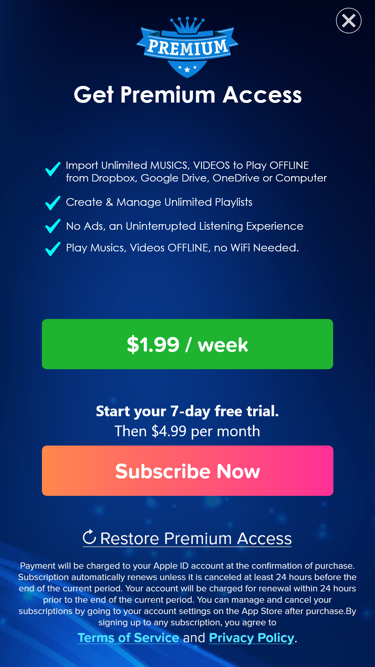 PREMIUM
Get Premium Access
Import Unlimited MUSICS, VIDEOS to Play OFFLINE
from Dropbox, Google Drive, OneDrive or Computer
Create & Manage Unlimited Playlists
No Ads, an Uninterrupted Listening Experience
Play Musics, Videos OFFLINE, no WiFi Needed.
$1.99 / week
Start your 7-day free trial.
Then $4.99 per month
Subscribe Now
Restore Premium Access
Payment will be charged to your Apple ID account at the confirmation of purchase.
Subscription automatically renews unless it is canceled at least 24 hours before the
end of the current period. Your account will be charged for renewal within 24 hours
prior to the end of the current period. You can manage and cancel your
subscriptions by going to your account settings on the App Store after purchase.By
signing up to any subscription, you agree to
Terms of Service and Privacy Policy.